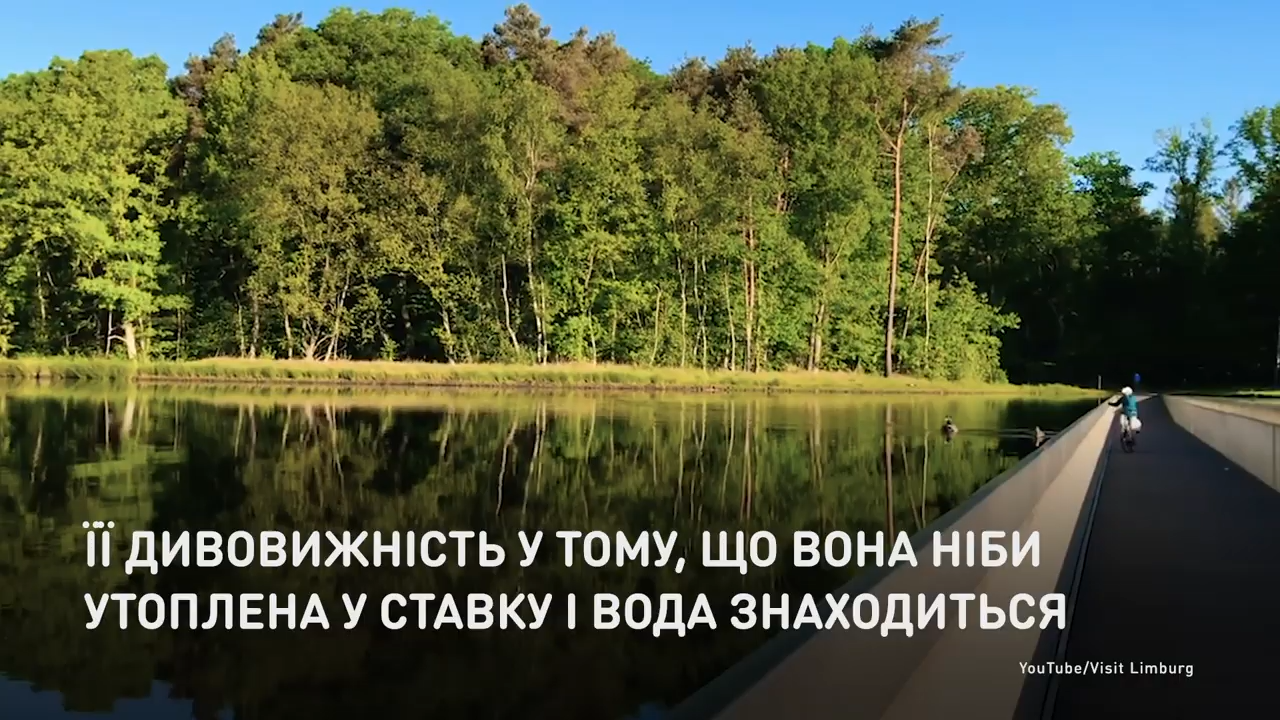 ЇЇ ДИВОВИЖНІСТЬ У ТОМУ, ЩО ВОНА НІБИ
УТОПЛЕНА У СТАВКУ І ВОДА ЗНАХОДИТЬСЯ
YouTube/Visit Limburg